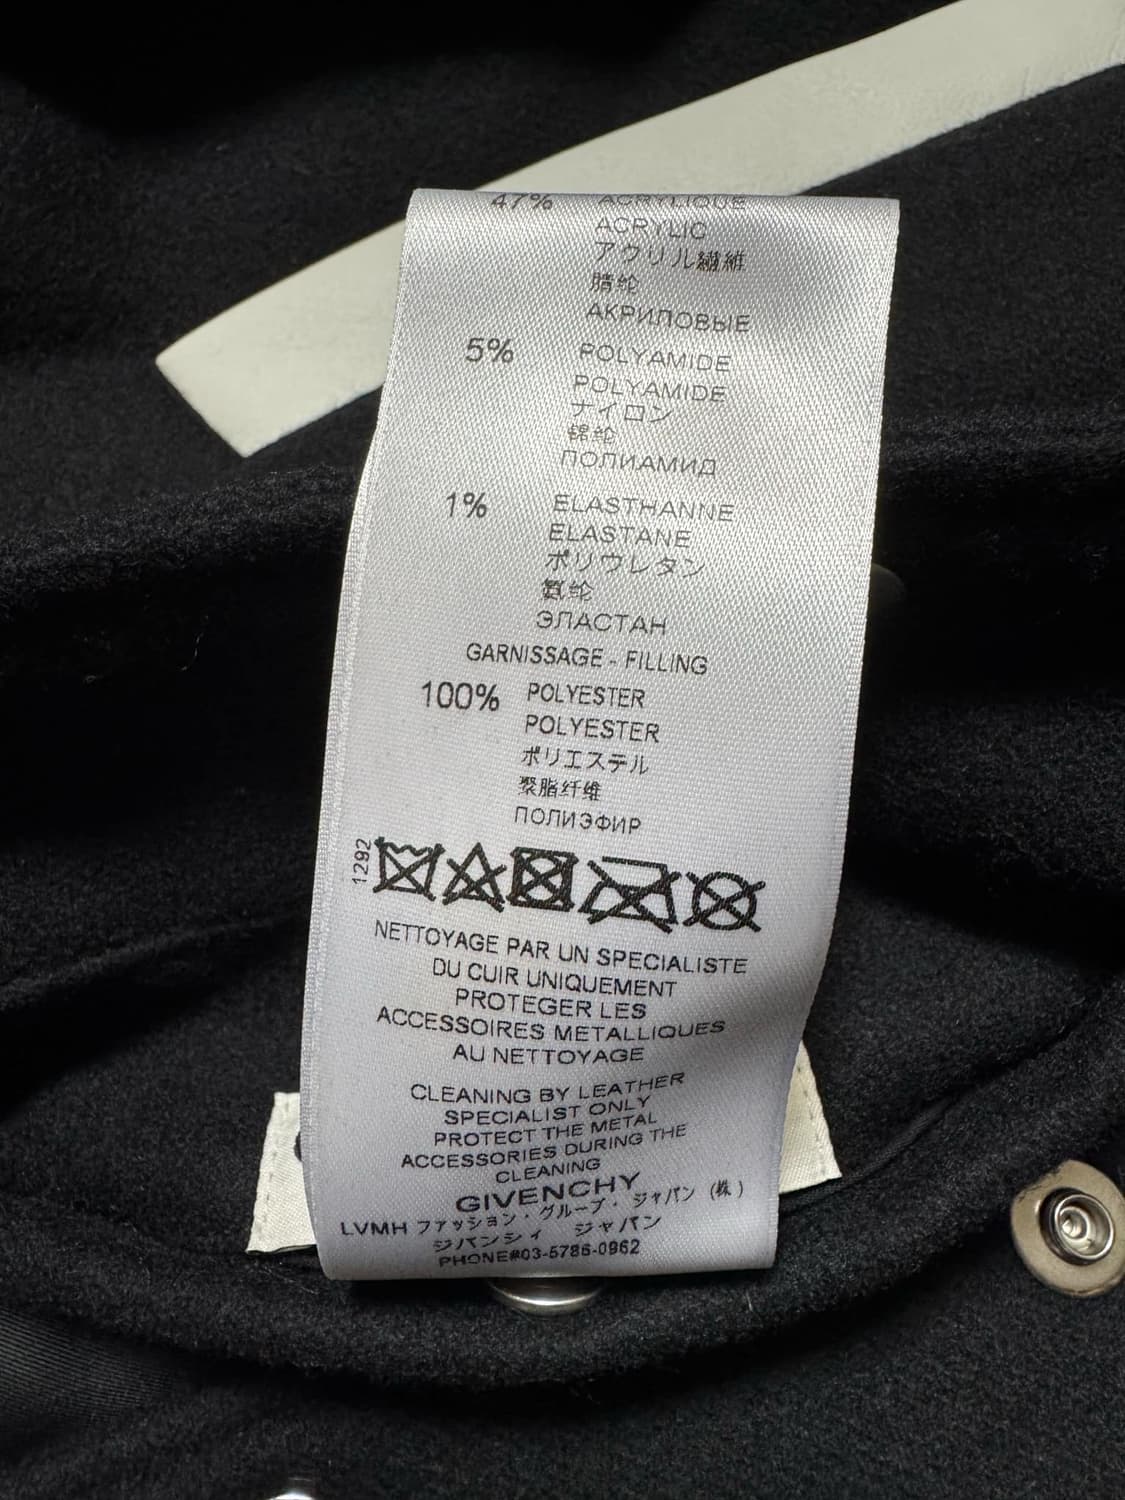 47% ACRYLIQUE
ACRYLIC
アクリル繊維
腈纶
АКРИЛОВЫЕ
5% POLYAMIDE
POLYAMIDE
ナイロン
锦纶
ПОЛИАМИД
1% ELASTHANNE
ELASTANE
ポリウレタン
氨纶
ЭЛАСТАН
GARNISSAGE - FILLING
100% POLYESTER
POLYESTER
ポリエステル
聚脂纤维
ПОЛИЭФИР
1292
NETTOYAGE PAR UN SPECIALISTE
DU CUIR UNIQUEMENT
PROTEGER LES
ACCESSOIRES METALLIQUES
AU NETTOYAGE
CLEANING BY LEATHER
SPECIALIST ONLY
PROTECT THE METAL
ACCESSORIES DURING THE
CLEANING
GIVENCHY
LVMH ファッション・グループ・ジャパン (株)
ジバンシィ ジャパン
PHONE#03-5786-0962